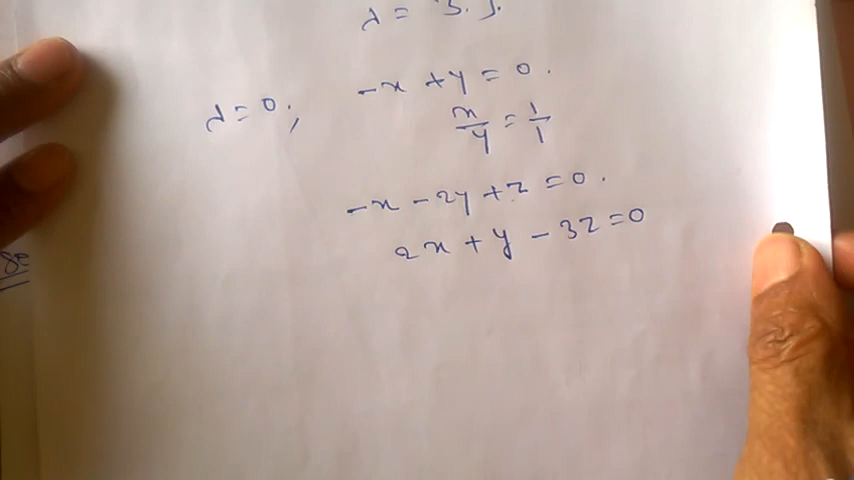 λ =
λ = 0 ; -x + y = 0 .
x/y = 1/1
-x - 2y + z = 0 .
2x + y - 3z = 0